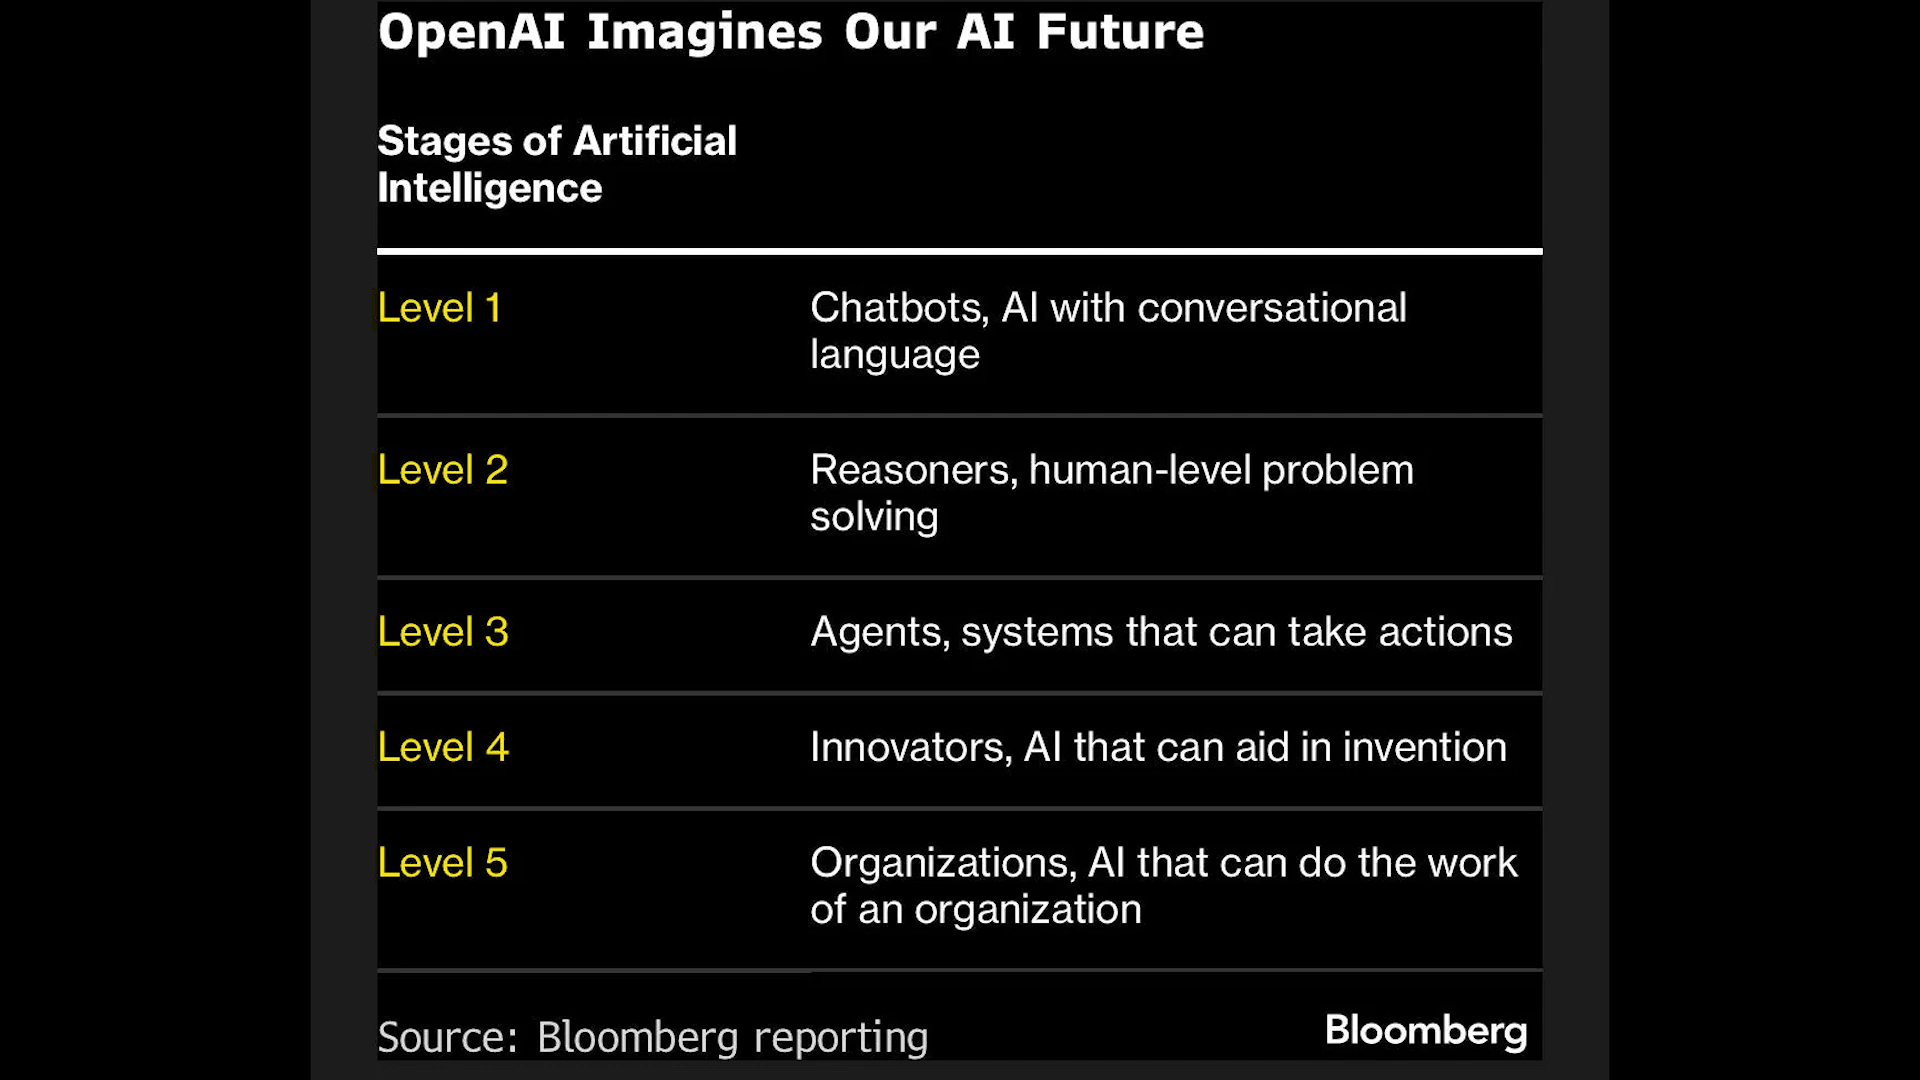 OpenAI Imagines Our AI Future
Stages of Artificial
Intelligence
Level 1
Chatbots, AI with conversational
language
Level 2
Reasoners, human-level problem
solving
Level 3
Agents, systems that can take actions
Level 4
Innovators, AI that can aid in invention
Level 5
Organizations, AI that can do the work
of an organization
Source: Bloomberg reporting
Bloomberg